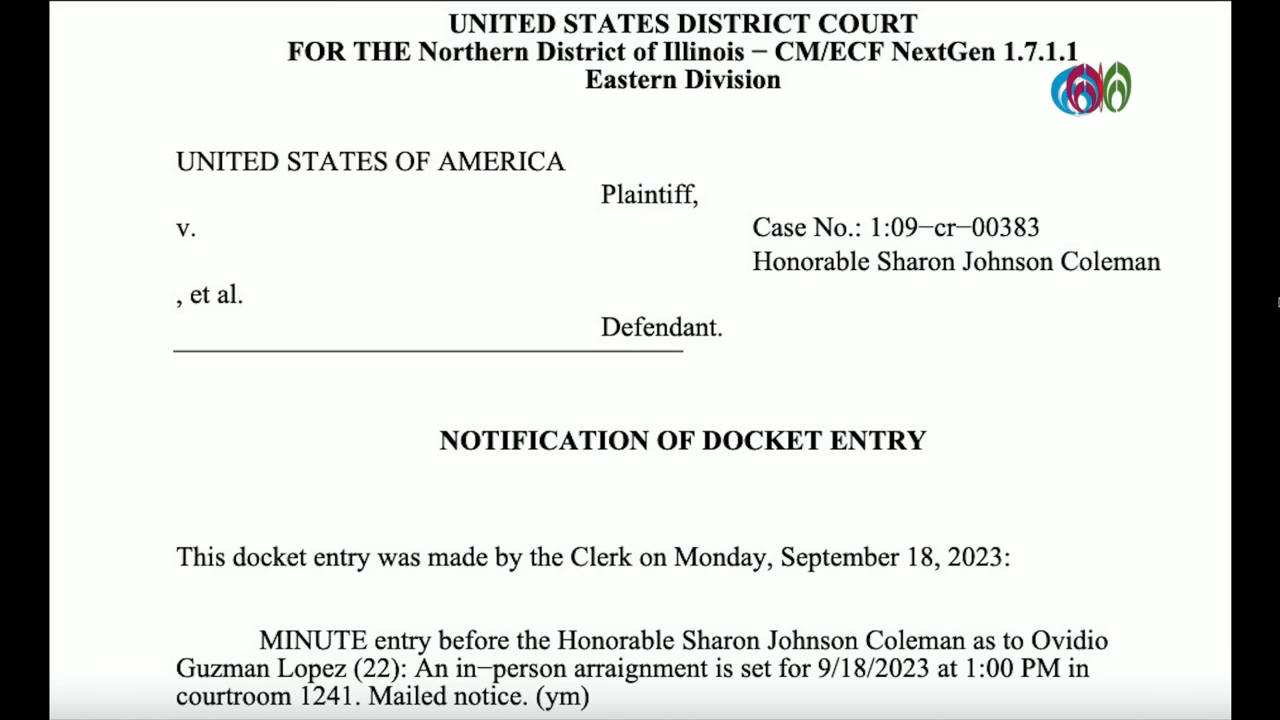 UNITED STATES DISTRICT COURT
FOR THE Northern District of Illinois − CM/ECF NextGen 1.7.1.1
Eastern Division
UNITED STATES OF AMERICA
Plaintiff,
v.
Case No.: 1:09−cr−00383
Honorable Sharon Johnson Coleman
, et al.
Defendant.
NOTIFICATION OF DOCKET ENTRY
This docket entry was made by the Clerk on Monday, September 18, 2023:
MINUTE entry before the Honorable Sharon Johnson Coleman as to Ovidio
Guzman Lopez (22): An in−person arraignment is set for 9/18/2023 at 1:00 PM in
courtroom 1241. Mailed notice. (ym)